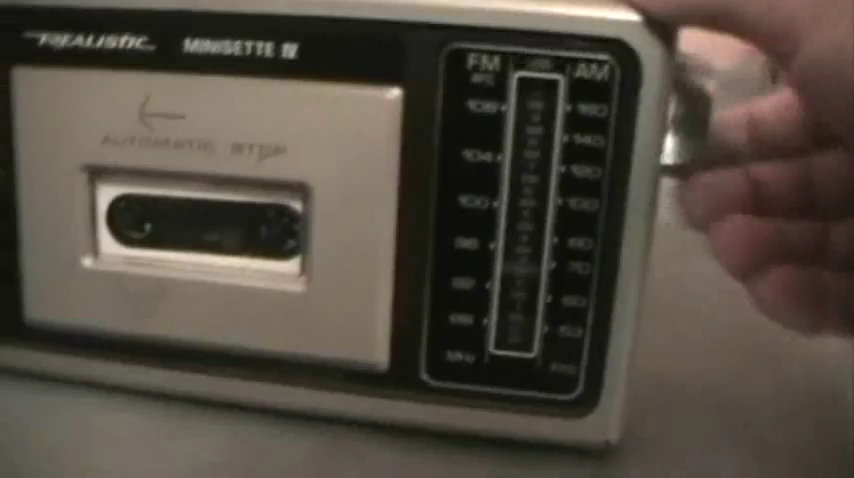 REALISTIC
MINISETTE IV
AUTOMATIC STOP
FM AM
AFC
108 160
140
104 120
100 100
96 80
70
92 60
88 53
MHz